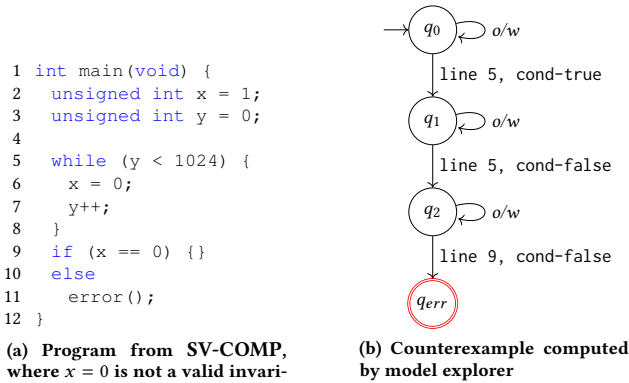 1 int main(void) {
2 unsigned int x = 1;
3 unsigned int y = 0;
4
5 while (y < 1024) {
6 x = 0;
7 y++;
8 }
9 if (x == 0) {}
10 else
11 error();
12 }
(a) Program from SV-COMP,
where x = 0 is not a valid invari-
q0 o/w
line 5, cond-true
q1 o/w
line 5, cond-false
q2 o/w
line 9, cond-false
qerr
(b) Counterexample computed
by model explorer